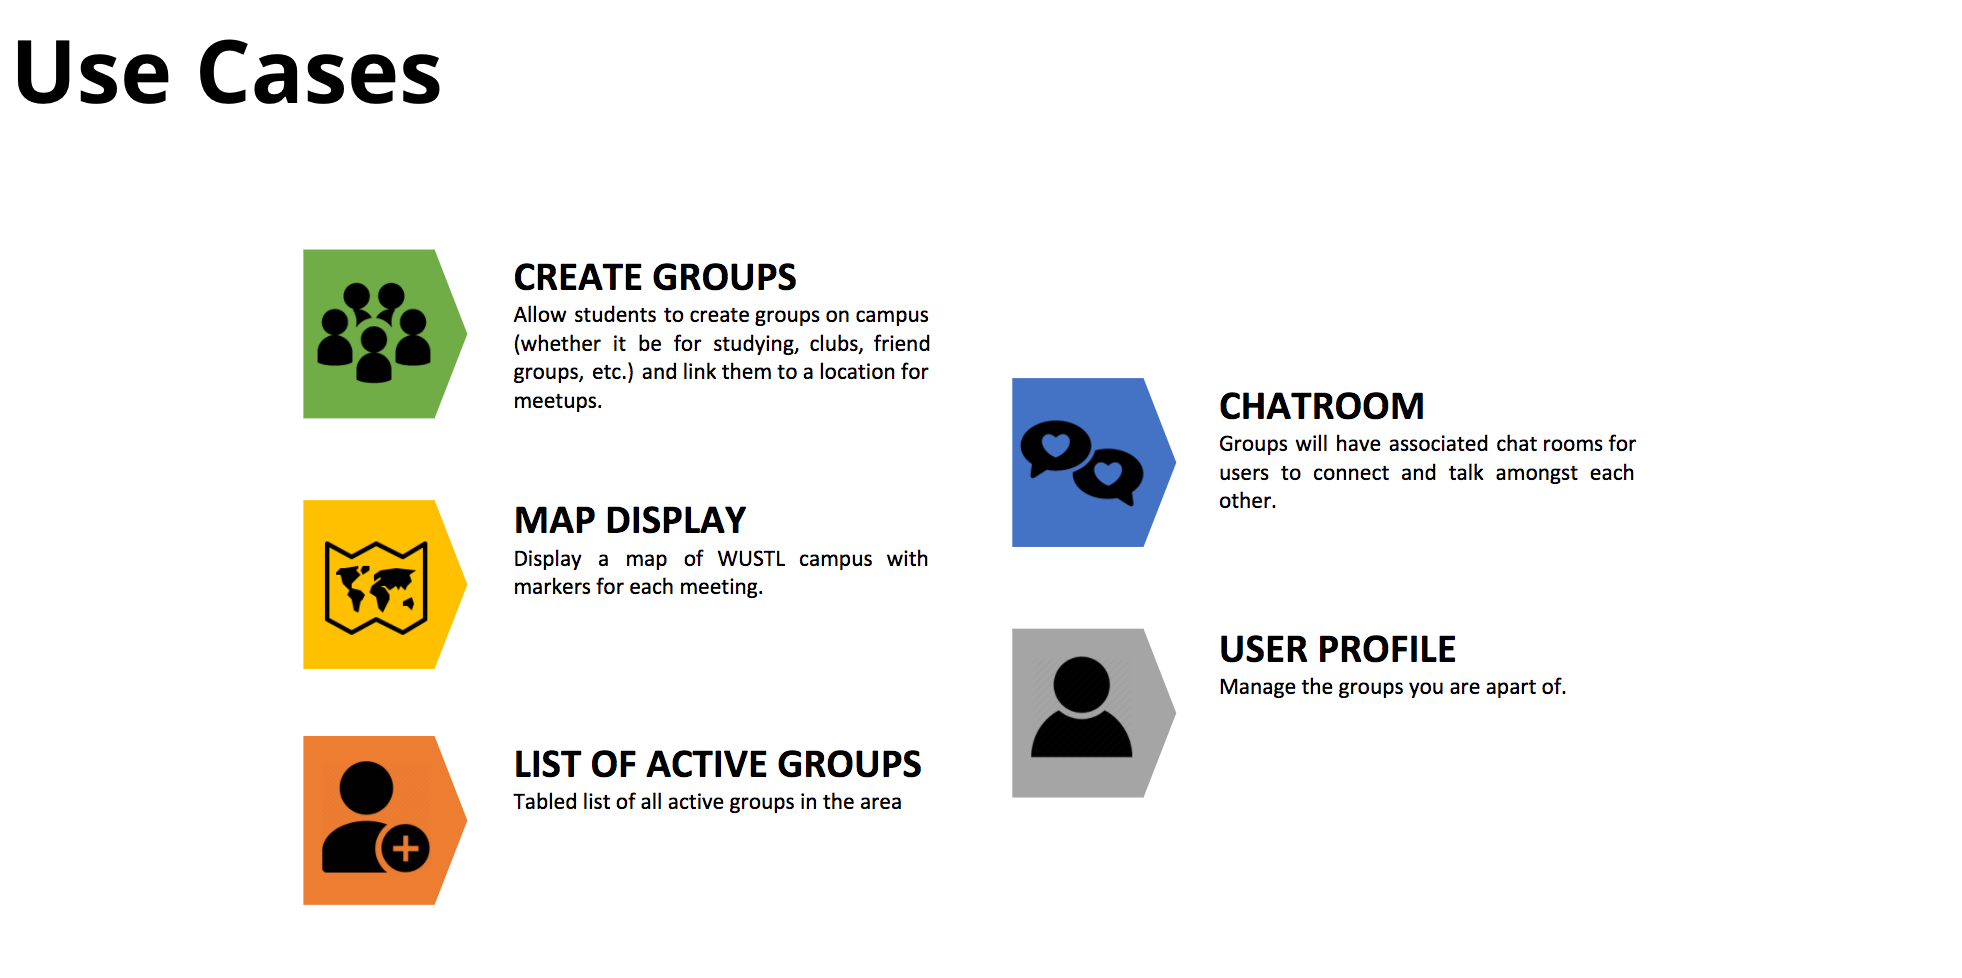 Use Cases
CREATE GROUPS
Allow students to create groups on campus
(whether it be for studying, clubs, friend
groups, etc.) and link them to a location for
meetups.
MAP DISPLAY
Display a map of WUSTL campus with
markers for each meeting.
LIST OF ACTIVE GROUPS
Tabled list of all active groups in the area
CHATROOM
Groups will have associated chat rooms for
users to connect and talk amongst each
other.
USER PROFILE
Manage the groups you are apart of.